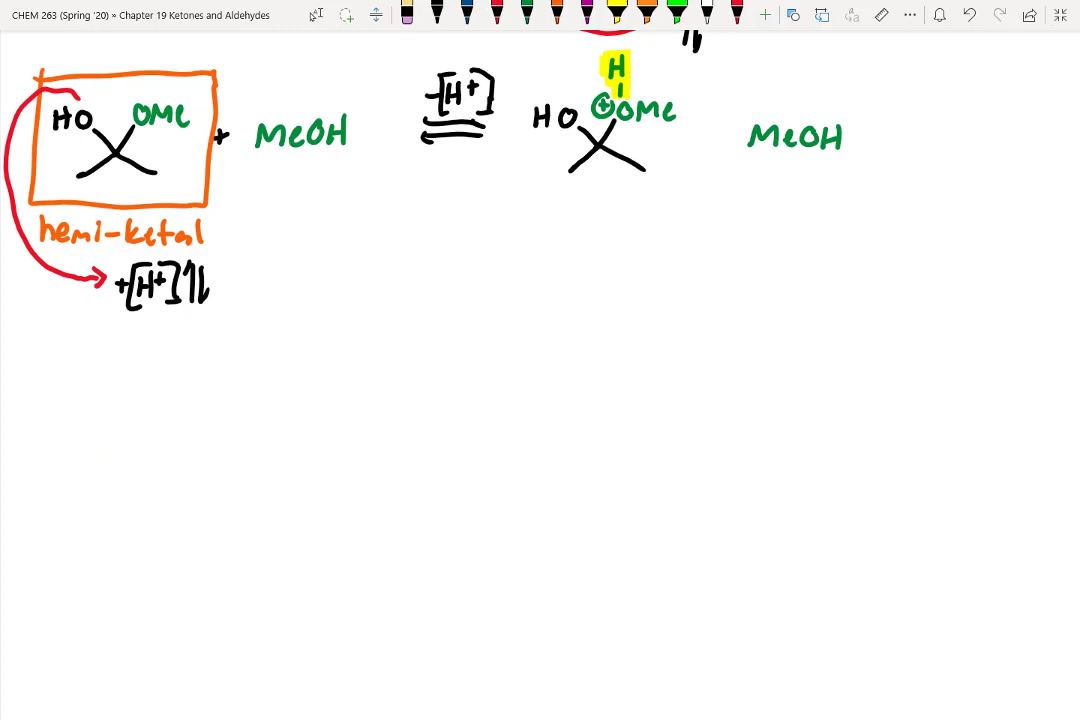 CHEM 263 (Spring '20) » Chapter 19 Ketones and Aldehydes
H
HO OMe + MeOH -[H+] HO ⊕OMe MeOH
hemi-ketal
+[H+]